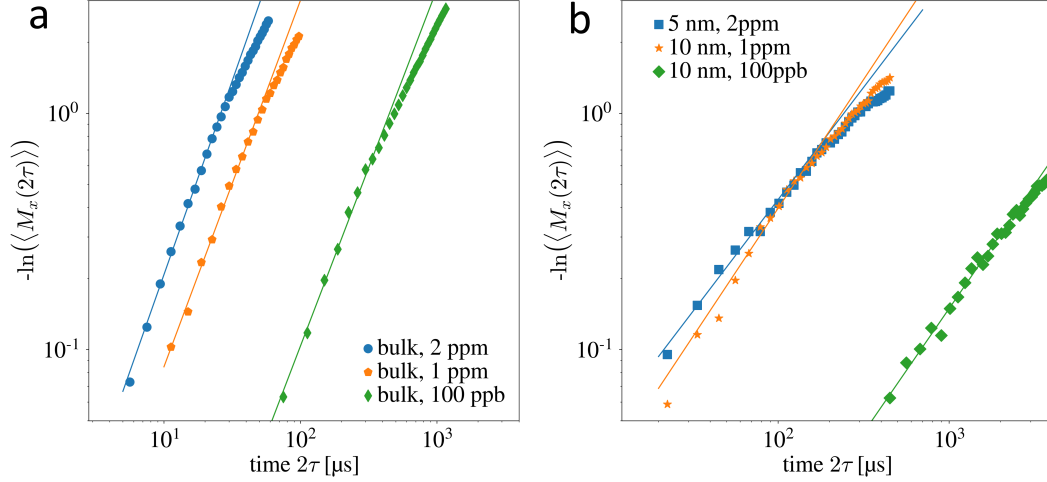 a
-ln(⟨M_x(2τ)⟩)
10^0
10^-1
bulk, 2 ppm
bulk, 1 ppm
bulk, 100 ppb
10^1
10^2
10^3
time 2τ [μs]
b
-ln(⟨M_x(2τ)⟩)
10^0
10^-1
5 nm, 2ppm
10 nm, 1ppm
10 nm, 100ppb
10^2
10^3
time 2τ [μs]